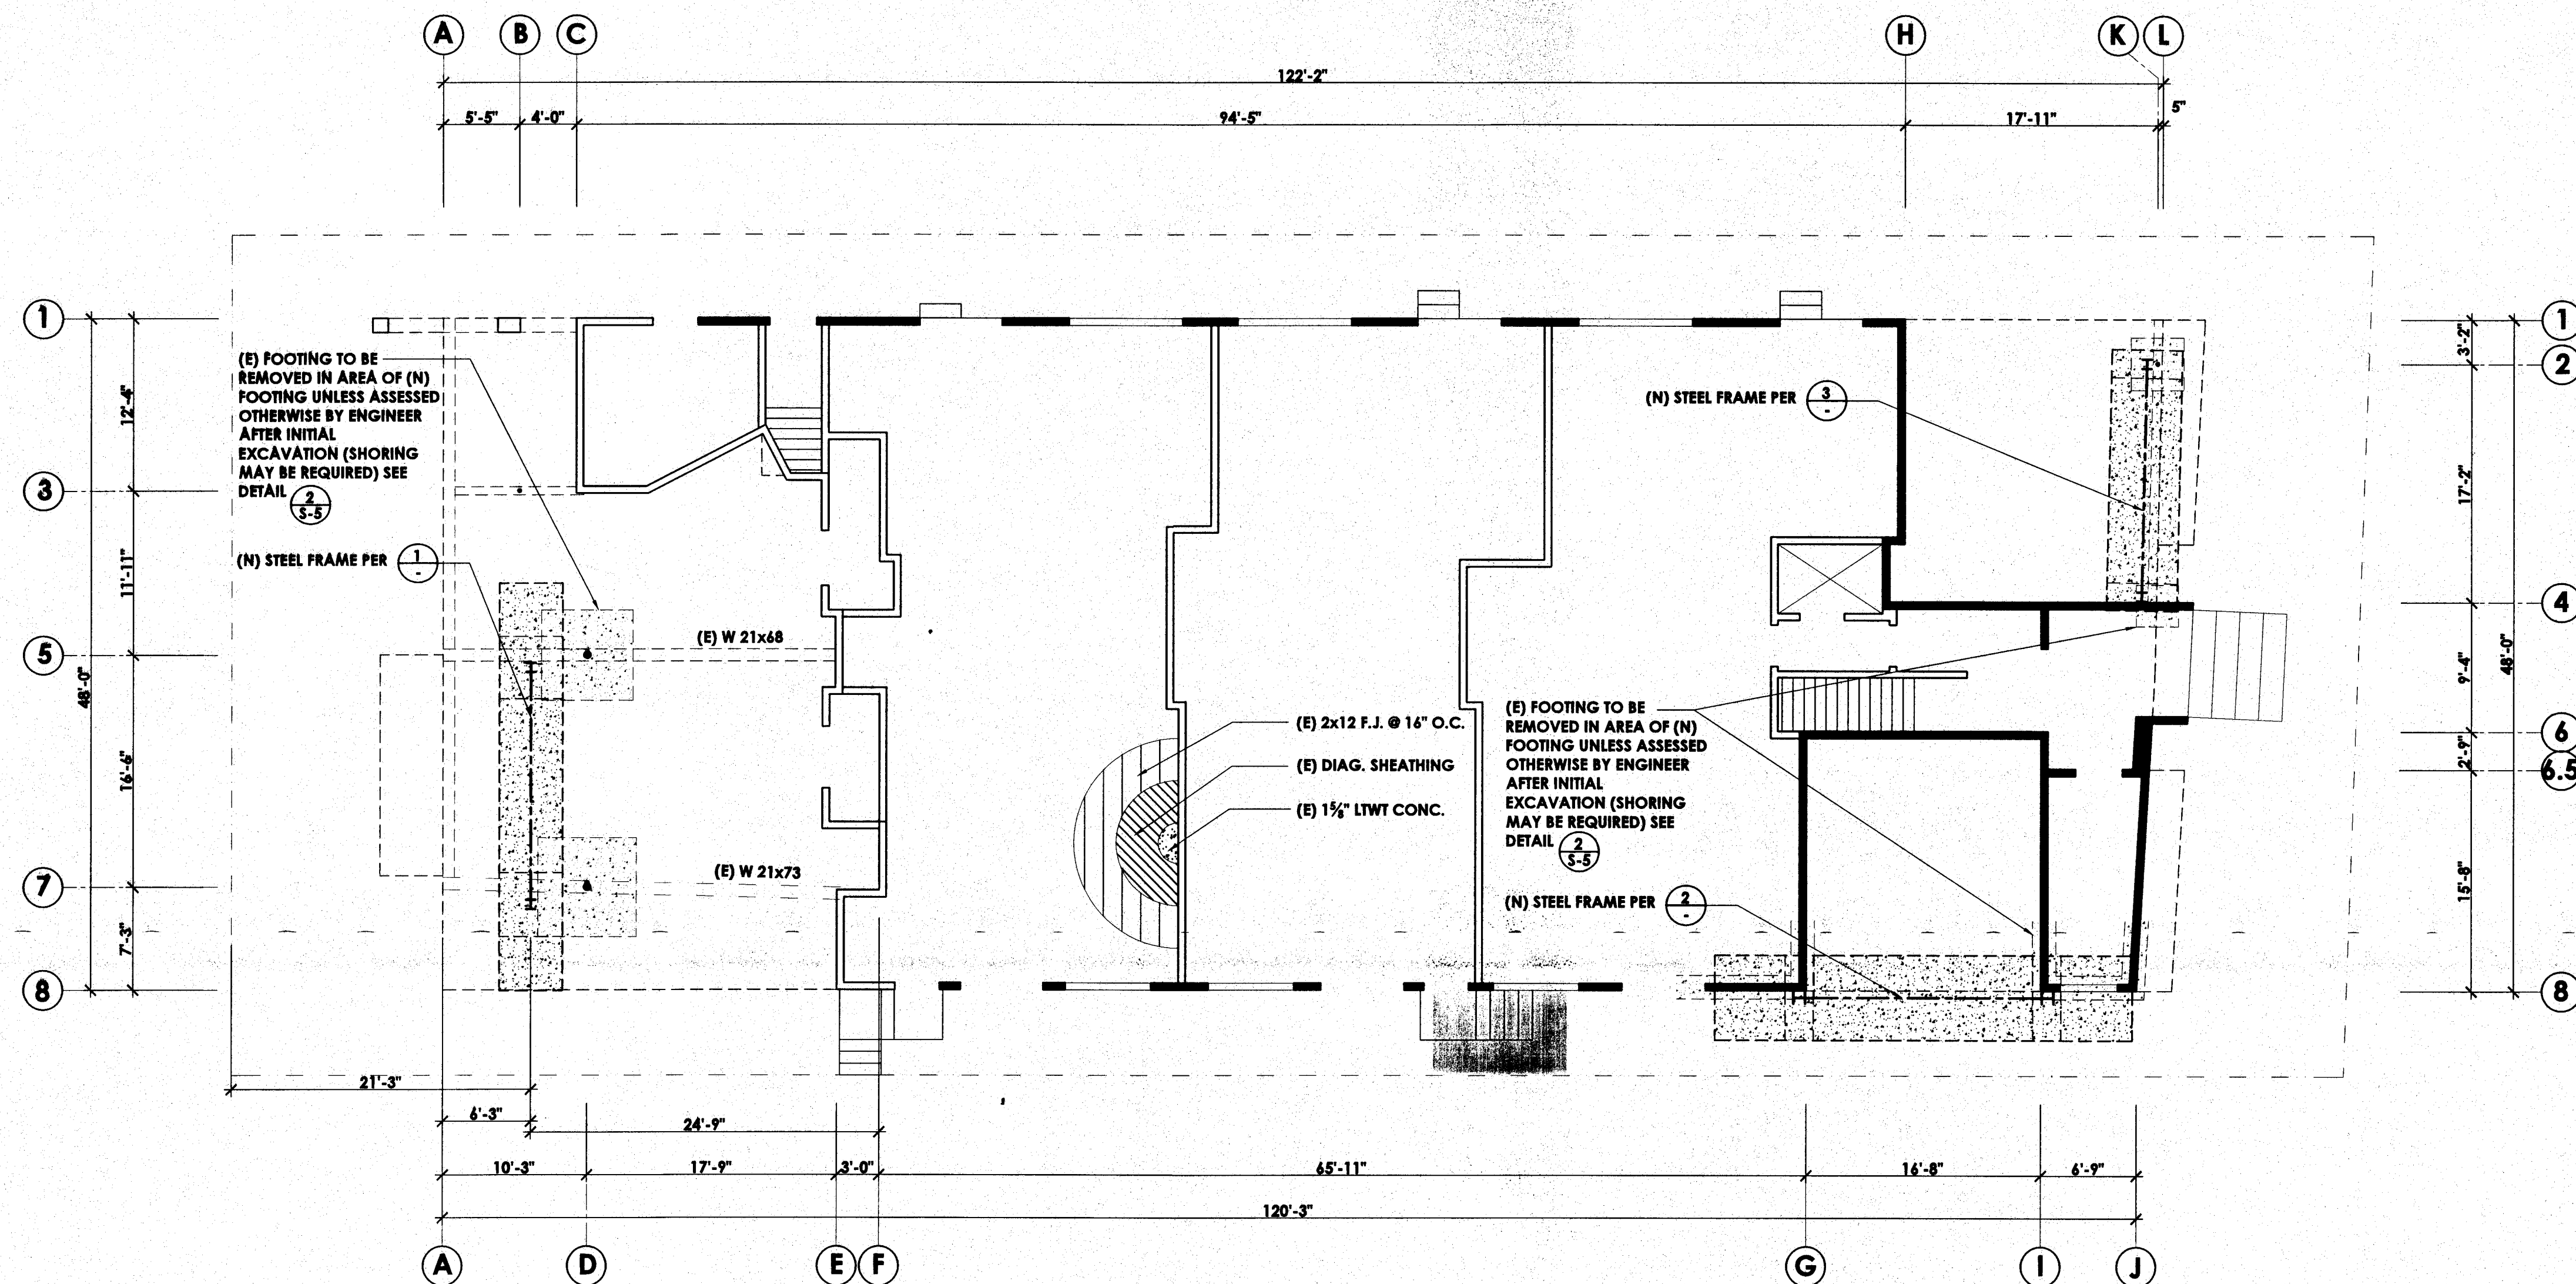 A B C H K L
122'-2"
5'-5" 4'-0" 94'-5" 17'-11" 5"
1 1
3'-2"
2
(E) FOOTING TO BE
REMOVED IN AREA OF (N)
FOOTING UNLESS ASSESSED
OTHERWISE BY ENGINEER
AFTER INITIAL
EXCAVATION (SHORING
MAY BE REQUIRED) SEE
DETAIL 2
S-5
12'-4"
(N) STEEL FRAME PER 3
-
17'-2"
3
(N) STEEL FRAME PER 1
-
11'-11"
4
5
(E) W 21x68
48'-0"
9'-4"
48'-0"
(E) 2x12 F.J. @ 16" O.C.
(E) DIAG. SHEATHING
(E) 1⅝" LTWT CONC.
(E) FOOTING TO BE
REMOVED IN AREA OF (N)
FOOTING UNLESS ASSESSED
OTHERWISE BY ENGINEER
AFTER INITIAL
EXCAVATION (SHORING
MAY BE REQUIRED) SEE
DETAIL 2
S-5
6
2'-9"
6.5
16'-6"
(E) W 21x73
7
15'-8"
(N) STEEL FRAME PER 2
-
7'-3"
8 8
21'-3"
6'-3"
24'-9"
10'-3" 17'-9" 3'-0" 65'-11" 16'-8" 6'-9"
120'-3"
A D E F G I J